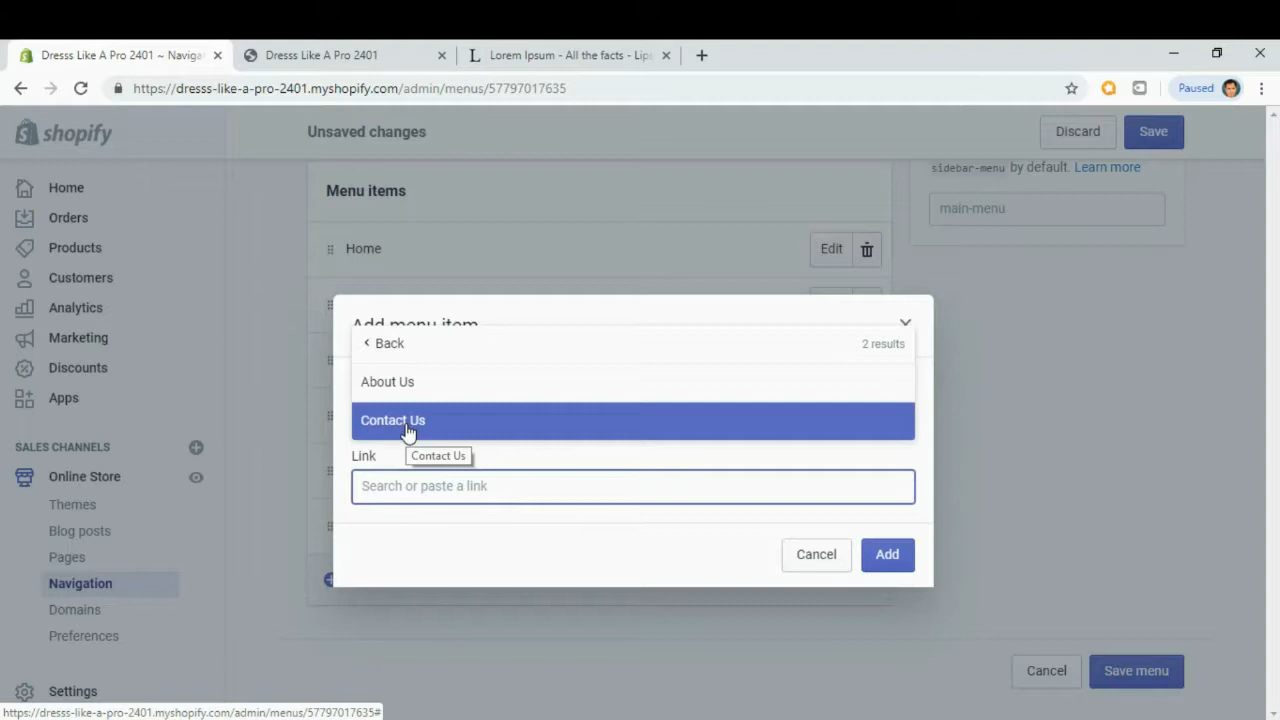 Dresss Like A Pro 2401 ~ Naviga
Dresss Like A Pro 2401
Lorem Ipsum - All the facts - Lips
https://dresss-like-a-pro-2401.myshopify.com/admin/menus/57797017635
Paused
shopify
Unsaved changes
Discard
Save
sidebar-menu by default. Learn more
main-menu
Menu items
Home
Edit
Home
Orders
Products
Customers
Analytics
Marketing
Discounts
Apps
SALES CHANNELS
Online Store
Themes
Blog posts
Pages
Navigation
Domains
Preferences
Settings
Add menu item
Back
2 results
About Us
Contact Us
Contact Us
Link
Search or paste a link
Cancel
Add
Cancel
Save menu
https://dresss-like-a-pro-2401.myshopify.com/admin/menus/57797017635#